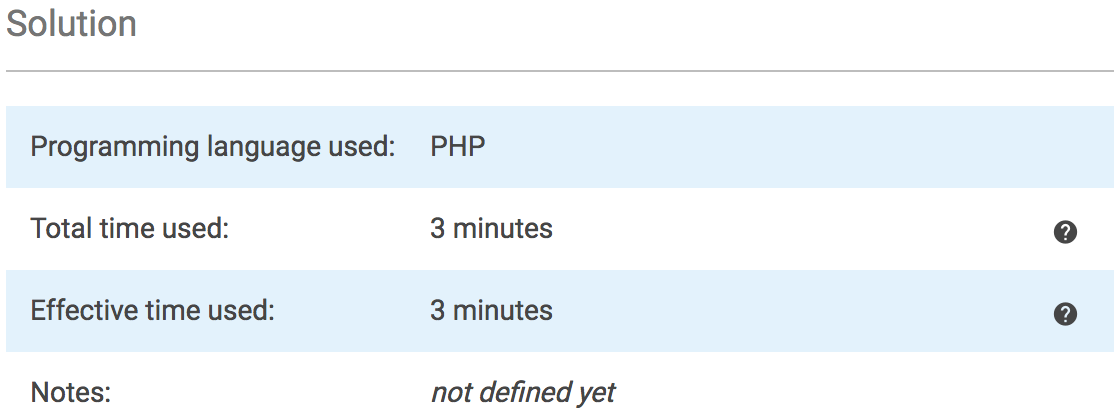 Solution
Programming language used: PHP
Total time used: 3 minutes
Effective time used: 3 minutes
Notes: not defined yet